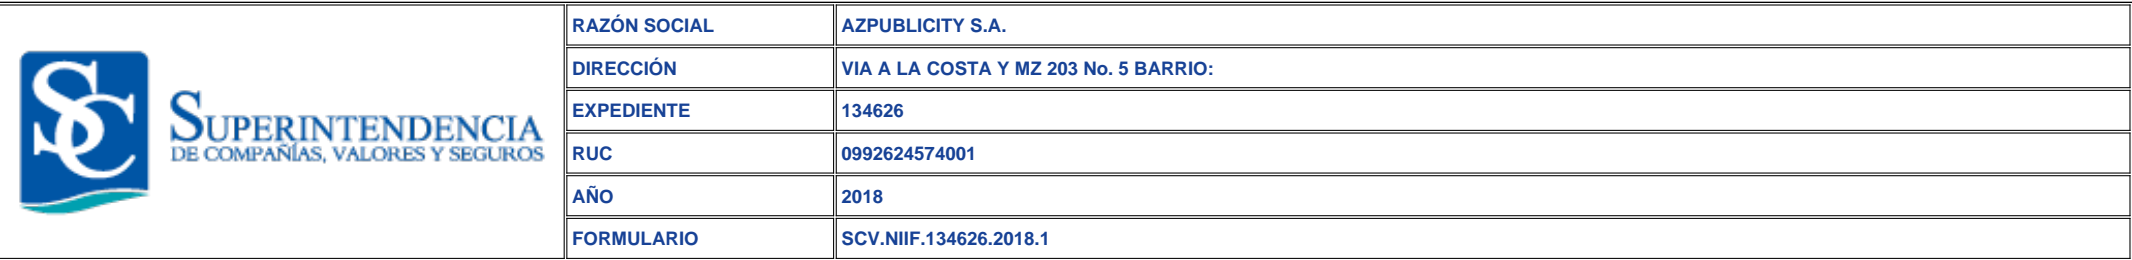 SC
SUPERINTENDENCIA
DE COMPAÑÍAS, VALORES Y SEGUROS
RAZÓN SOCIAL AZPUBLICITY S.A.
DIRECCIÓN VIA A LA COSTA Y MZ 203 No. 5 BARRIO:
EXPEDIENTE 134626
RUC 0992624574001
AÑO 2018
FORMULARIO SCV.NIIF.134626.2018.1